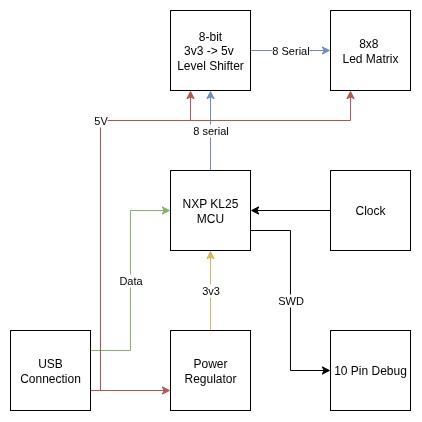 8-bit
3v3 -> 5v
Level Shifter
8 Serial
8x8
Led Matrix
5V
8 serial
NXP KL25
MCU
Clock
Data
3v3
SWD
USB
Connection
Power
Regulator
10 Pin Debug